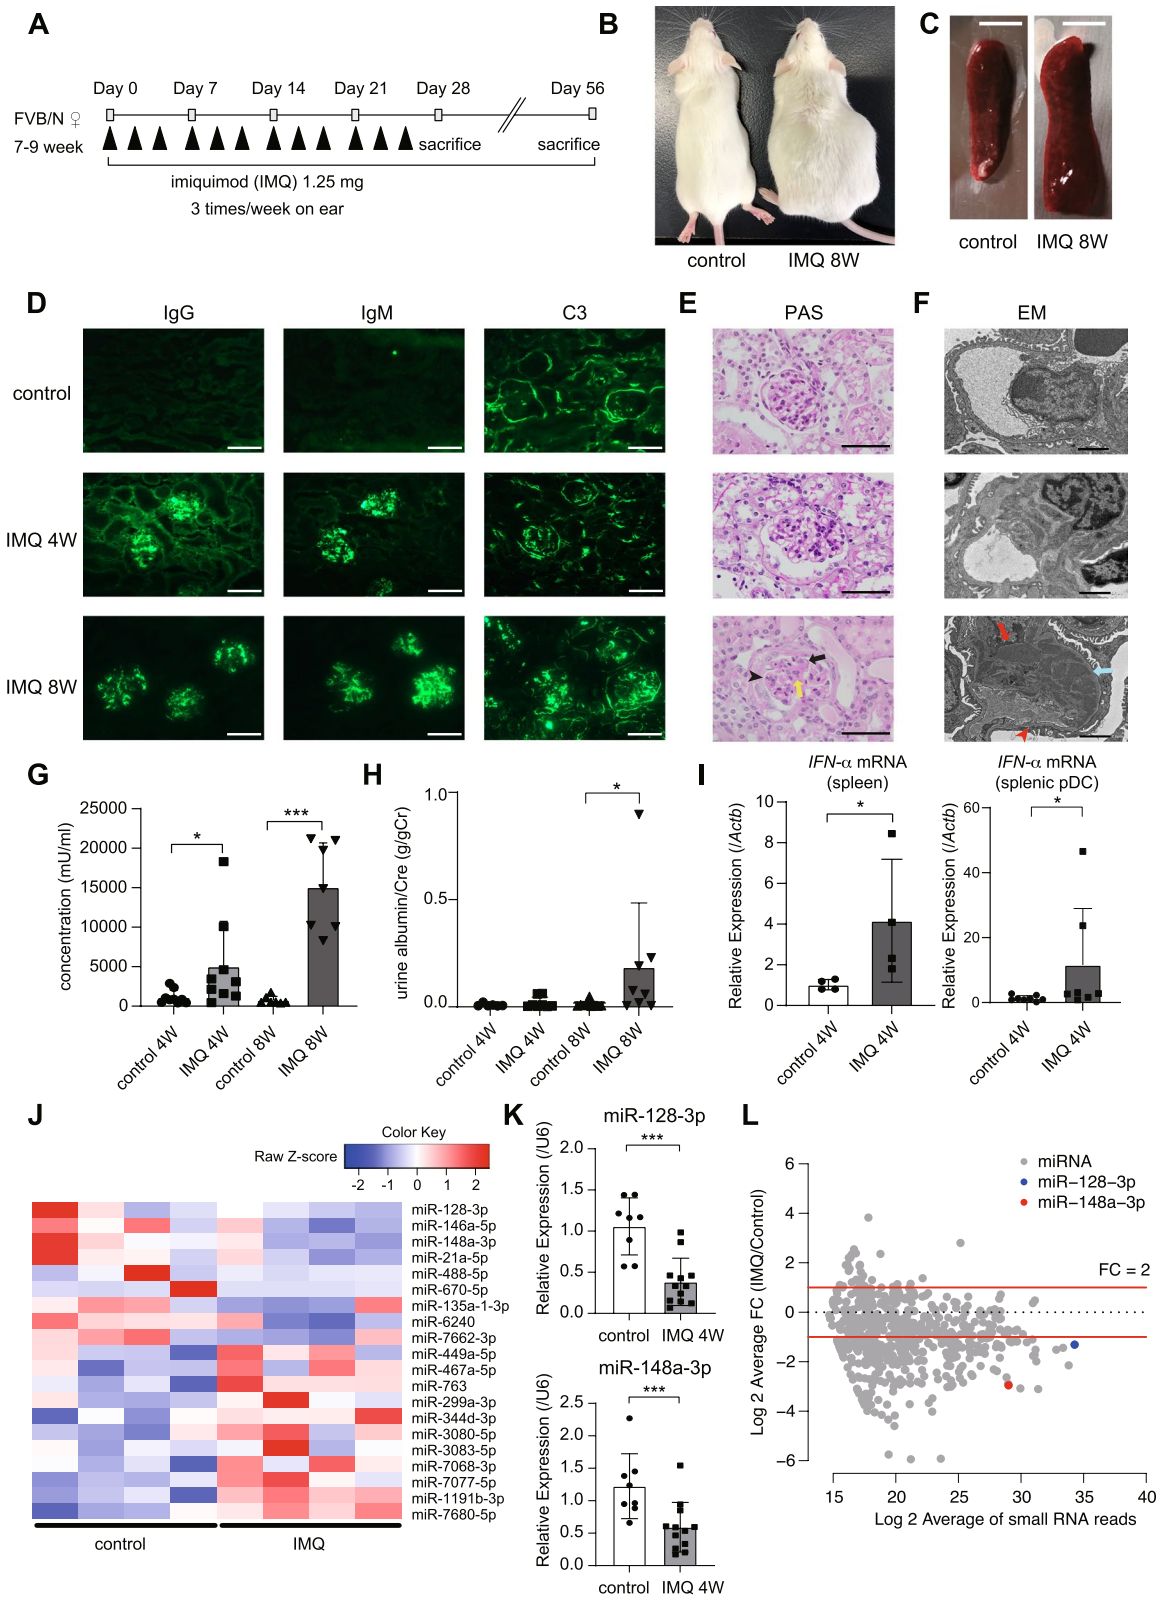 A
Day 0 Day 7 Day 14 Day 21 Day 28 Day 56
FVB/N ♀
7-9 week
sacrifice sacrifice
imiquimod (IMQ) 1.25 mg
3 times/week on ear
B
control IMQ 8W
C
control IMQ 8W
D
IgG IgM C3
control
IMQ 4W
IMQ 8W
E
PAS
F
EM
G
concentration (mU/ml)
25000
20000
15000
10000
5000
0
* ***
control 4W IMQ 4W control 8W IMQ 8W
H
urine albumin/Cre (g/gCr)
1.0
0.5
0.0
*
control 4W IMQ 4W control 8W IMQ 8W
I
IFN-α mRNA
(spleen)
Relative Expression (/Actb)
10
8
6
4
2
0
*
control 4W IMQ 4W
IFN-α mRNA
(splenic pDC)
Relative Expression (/Actb)
60
40
20
0
*
control 4W IMQ 4W
J
Color Key
Raw Z-score
-2 -1 0 1 2
miR-128-3p
miR-146a-5p
miR-148a-3p
miR-21a-5p
miR-488-5p
miR-670-5p
miR-135a-1-3p
miR-6240
miR-7662-3p
miR-449a-5p
miR-467a-5p
miR-763
miR-299a-3p
miR-344d-3p
miR-3080-5p
miR-3083-5p
miR-7068-3p
miR-7077-5p
miR-1191b-3p
miR-7680-5p
control IMQ
K
miR-128-3p
Relative Expression (/U6)
2.0
1.5
1.0
0.5
0.0
***
control IMQ 4W
miR-148a-3p
Relative Expression (/U6)
2.5
2.0
1.5
1.0
0.5
0.0
***
control IMQ 4W
L
Log 2 Average FC (IMQ/Control)
6
4
2
0
−2
−4
−6
miRNA
miR−128−3p
miR−148a−3p
FC = 2
15 20 25 30 35 40
Log 2 Average of small RNA reads